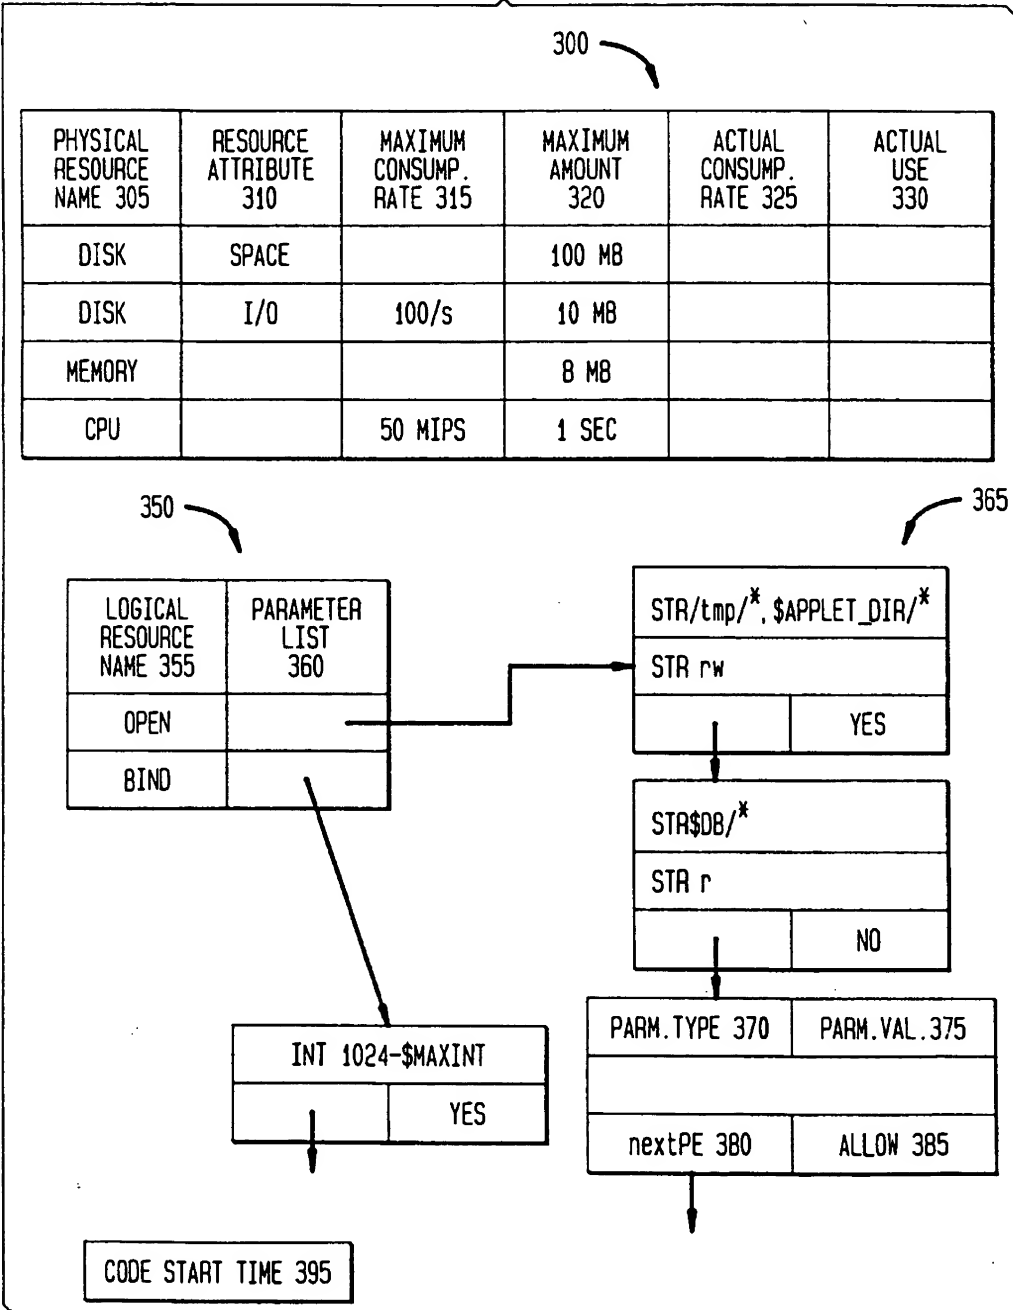 300
PHYSICAL RESOURCE NAME 305 RESOURCE ATTRIBUTE 310 MAXIMUM CONSUMP. RATE 315 MAXIMUM AMOUNT 320 ACTUAL CONSUMP. RATE 325 ACTUAL USE 330
DISK SPACE 100 MB
DISK I/O 100/s 10 MB
MEMORY 8 MB
CPU 50 MIPS 1 SEC
350
365
LOGICAL RESOURCE NAME 355 PARAMETER LIST 360
OPEN
BIND
STR/tmp/*, $APPLET_DIR/*
STR rw
YES
STR$DB/*
STR r
NO
PARM.TYPE 370 PARM.VAL.375
nextPE 380 ALLOW 385
INT 1024-$MAXINT
YES
CODE START TIME 395